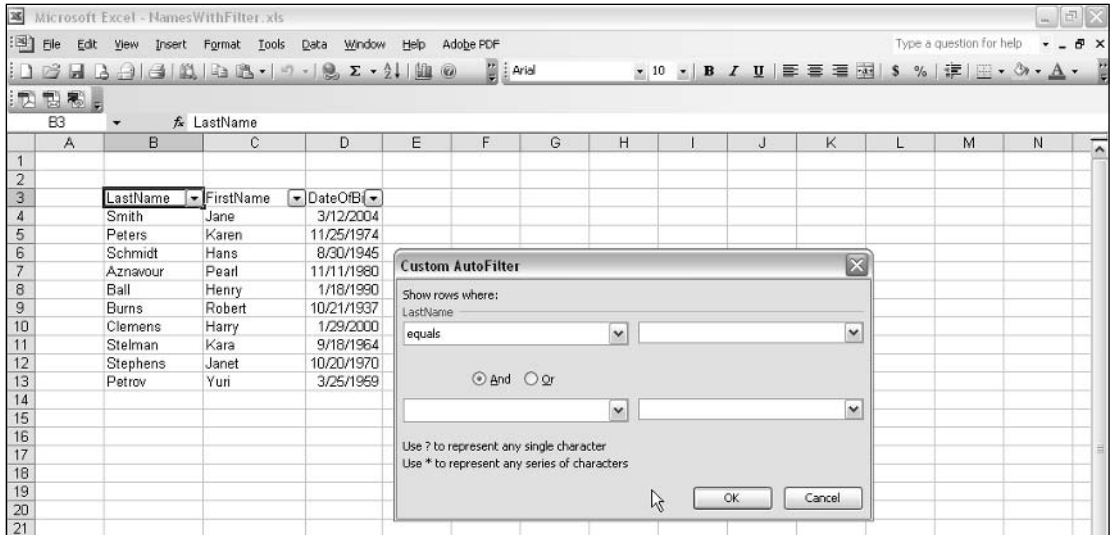 Microsoft Excel - NamesWithFilter.xls
File Edit View Insert Format Tools Data Window Help Adobe PDF Type a question for help
Arial 10 B I U $ %
B3 fx LastName
A B C D E F G H I J K L M N
1
2
3 LastName FirstName DateOfBi
4 Smith Jane 3/12/2004
5 Peters Karen 11/25/1974
6 Schmidt Hans 8/30/1945
7 Aznavour Pearl 11/11/1980
8 Ball Henry 1/18/1990
9 Burns Robert 10/21/1937
10 Clemens Harry 1/29/2000
11 Stelman Kara 9/18/1964
12 Stephens Janet 10/20/1970
13 Petrov Yuri 3/25/1959
14
15
16
17
18
19
20
21
Custom AutoFilter
Show rows where:
LastName
equals
And Or
Use ? to represent any single character
Use * to represent any series of characters
OK Cancel